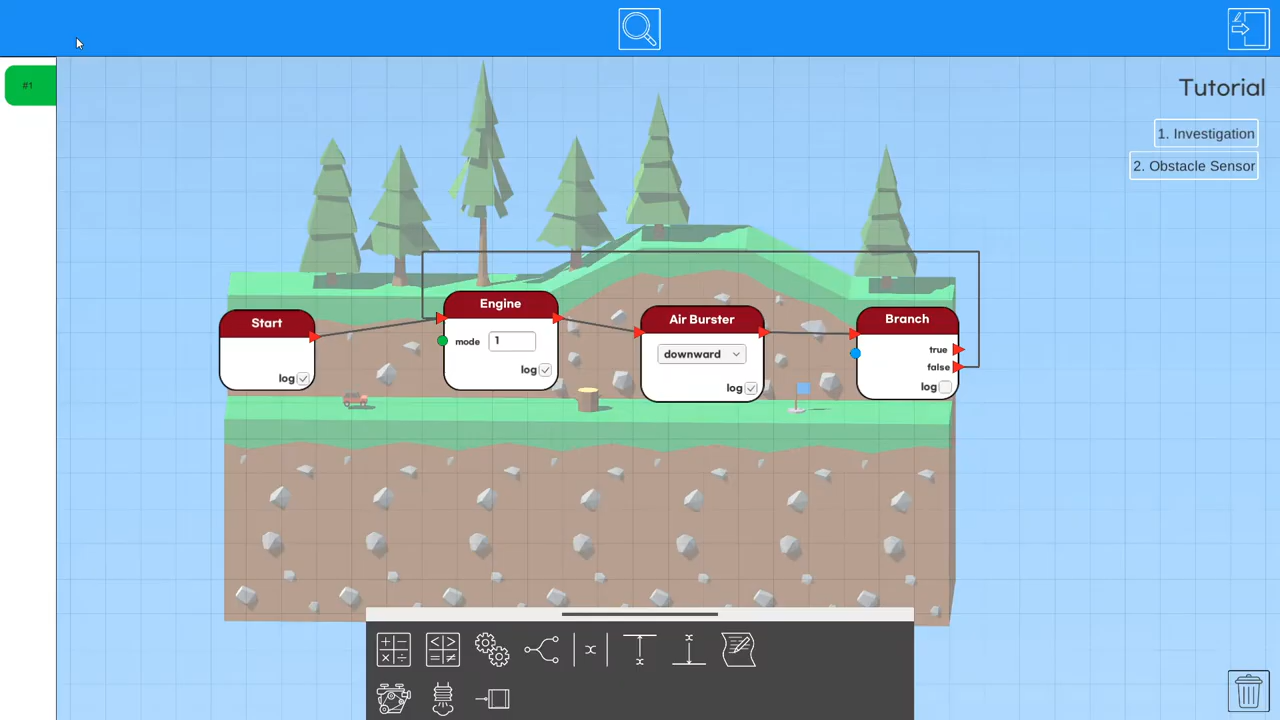 #1
Tutorial
1. Investigation
2. Obstacle Sensor
Start
log
Engine
mode 1
log
Air Burster
downward
log
Branch
true
false
log
x
x
x